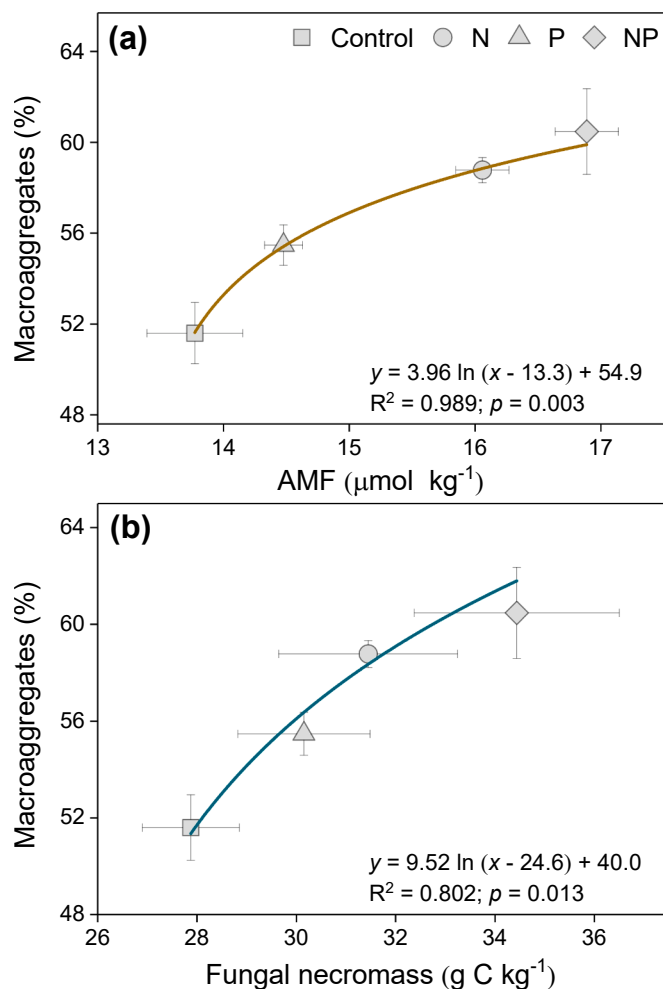 (a) Control N P NP
64
60
56
52
48
Macroaggregates (%)
y = 3.96 ln (x - 13.3) + 54.9
R² = 0.989; p = 0.003
13 14 15 16 17
AMF (μmol kg⁻¹)
(b)
64
60
56
52
48
Macroaggregates (%)
y = 9.52 ln (x - 24.6) + 40.0
R² = 0.802; p = 0.013
26 28 30 32 34 36
Fungal necromass (g C kg⁻¹)